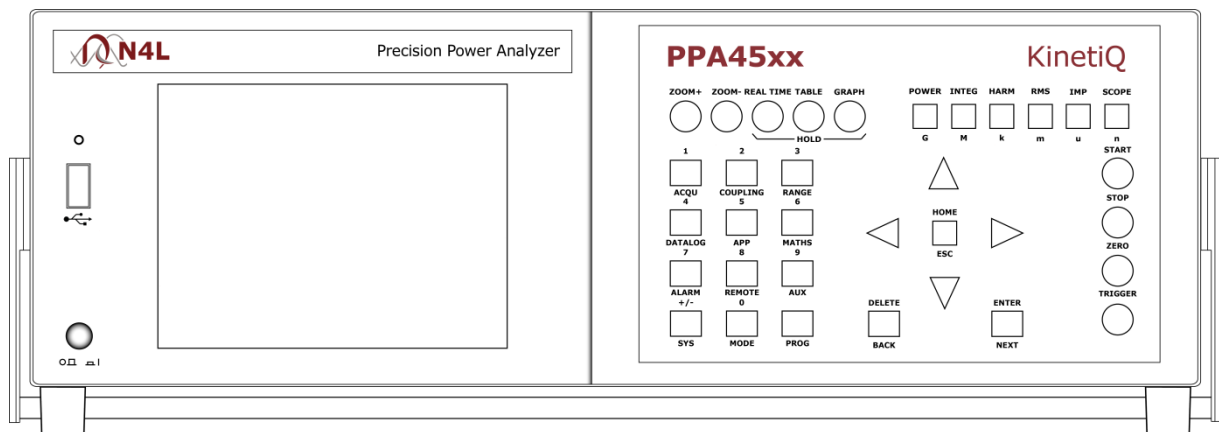 N4L
Precision Power Analyzer
PPA45xx
KinetiQ
ZOOM+ ZOOM- REAL TIME TABLE GRAPH
HOLD
POWER INTEG HARM RMS IMP SCOPE
G M k m u n
1 2 3
ACQU COUPLING RANGE
4 5 6
DATALOG APP MATHS
7 8 9
ALARM REMOTE AUX
+/- 0
SYS MODE PROG
HOME
ESC
DELETE
BACK
ENTER
NEXT
START
STOP
ZERO
TRIGGER